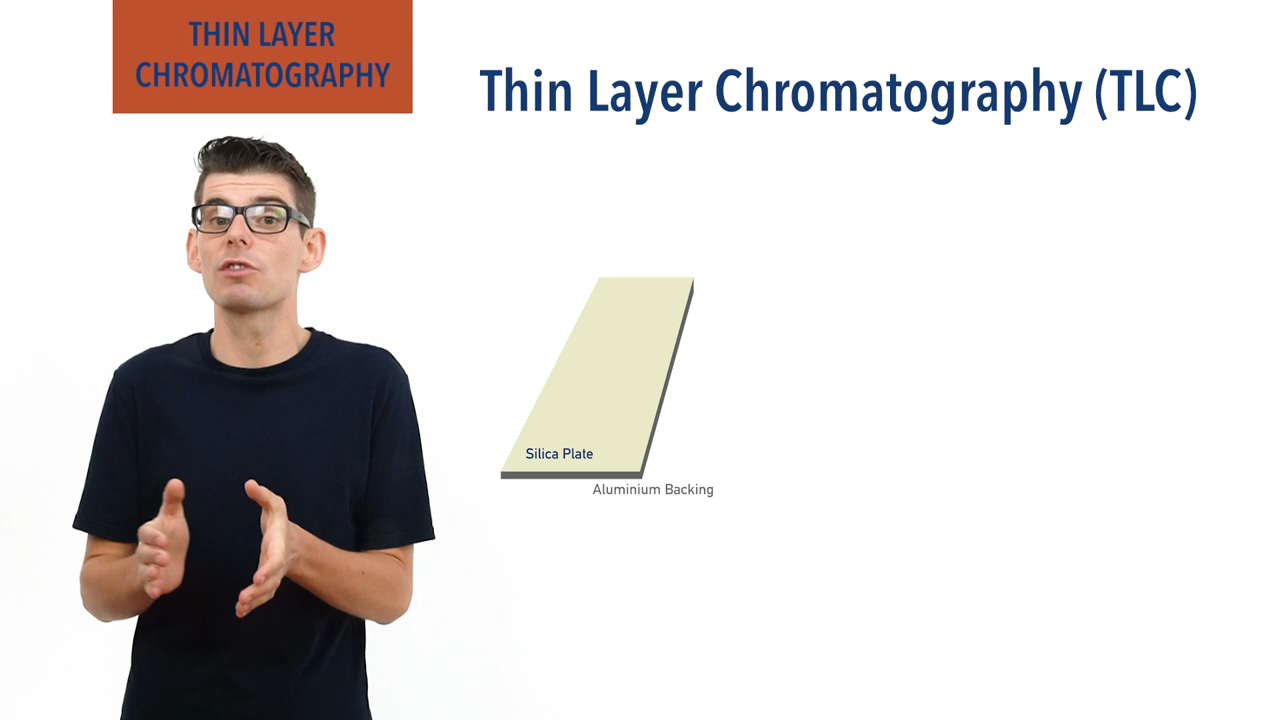 THIN LAYER
CHROMATOGRAPHY
Thin Layer Chromatography (TLC)
Silica Plate
Aluminium Backing